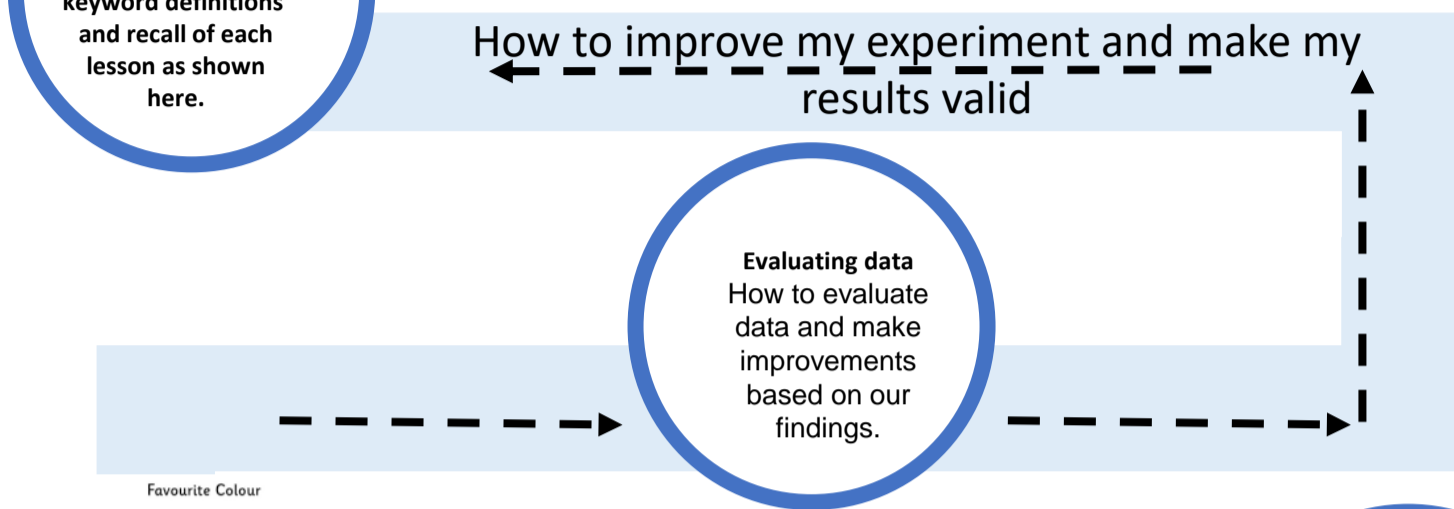 keyword definitions
and recall of each
lesson as shown
here.
How to improve my experiment and make my
results valid
Evaluating data
How to evaluate
data and make
improvements
based on our
findings.
Favourite Colour